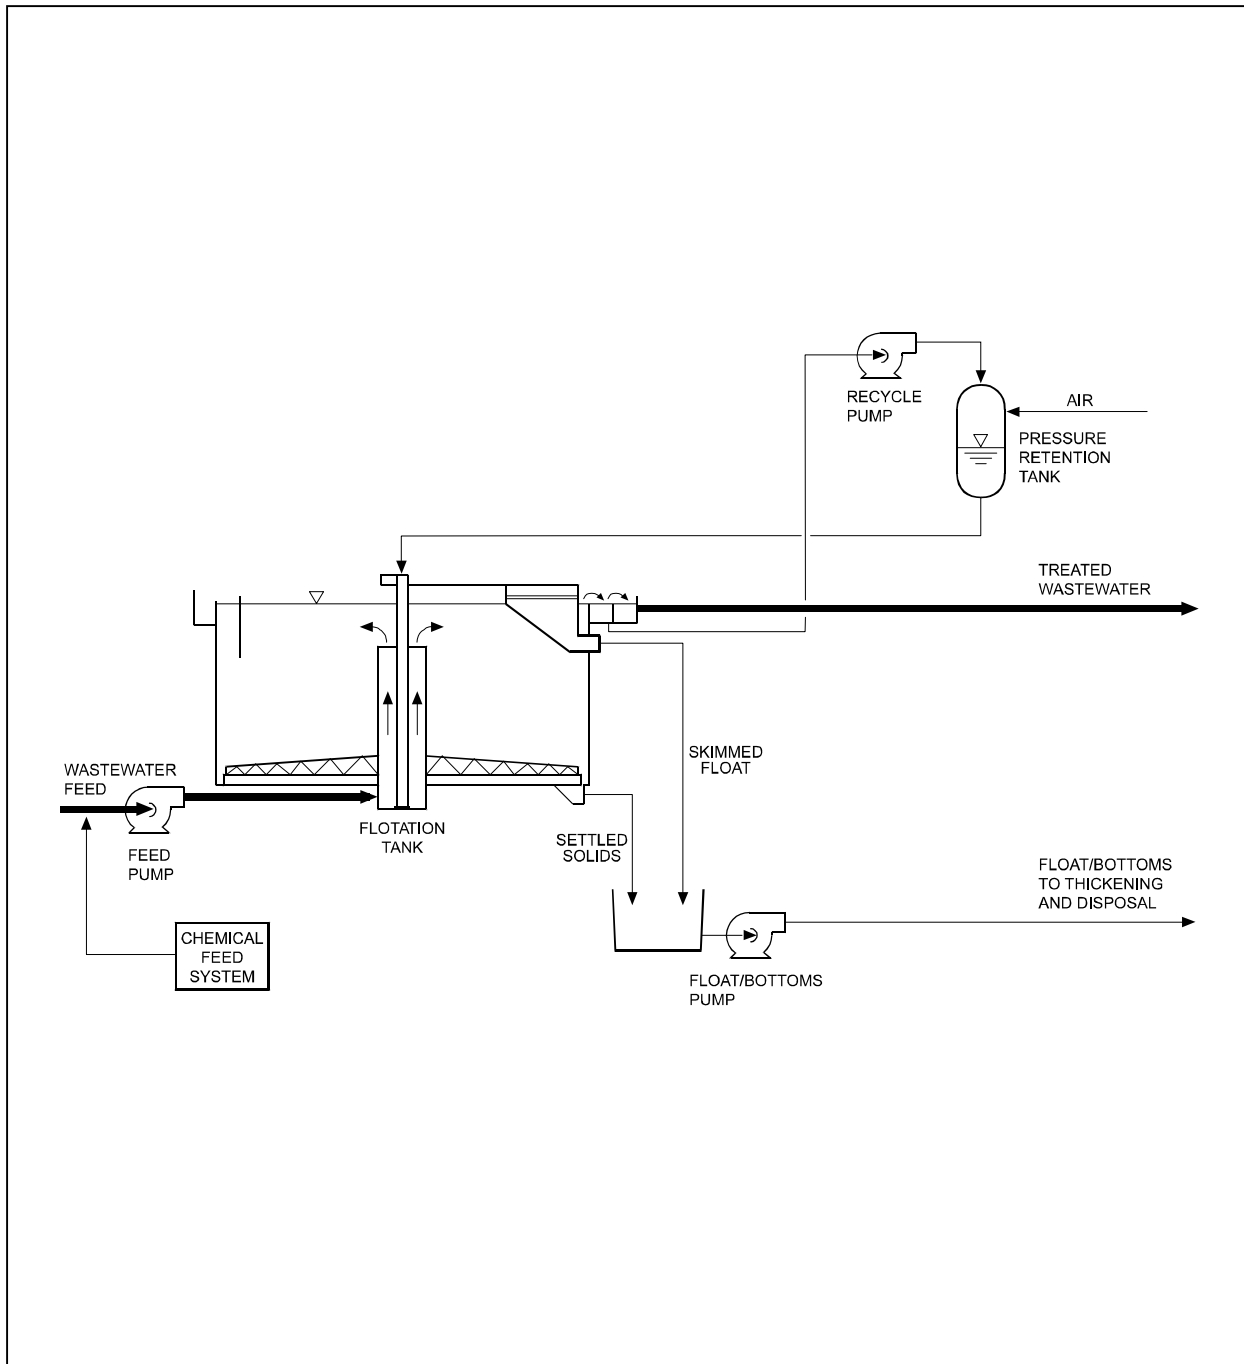 RECYCLE
PUMP
AIR
PRESSURE
RETENTION
TANK
TREATED
WASTEWATER
SKIMMED
FLOAT
WASTEWATER
FEED
FLOTATION
TANK
SETTLED
SOLIDS
FEED
PUMP
FLOAT/BOTTOMS
TO THICKENING
AND DISPOSAL
CHEMICAL
FEED
SYSTEM
FLOAT/BOTTOMS
PUMP